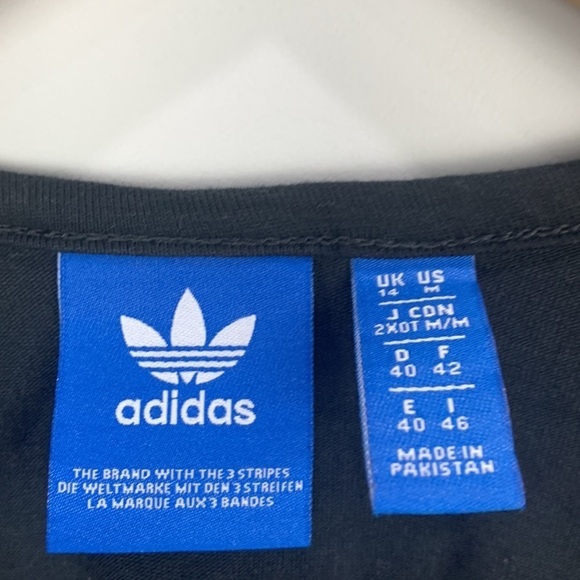 adidas
THE BRAND WITH THE 3 STRIPES
DIE WELTMARKE MIT DEN 3 STREIFEN
LA MARQUE AUX 3 BANDES
UK US
14 M
J CDN
2XOT M/M
D F
40 42
E I
40 46
MADE IN
PAKISTAN